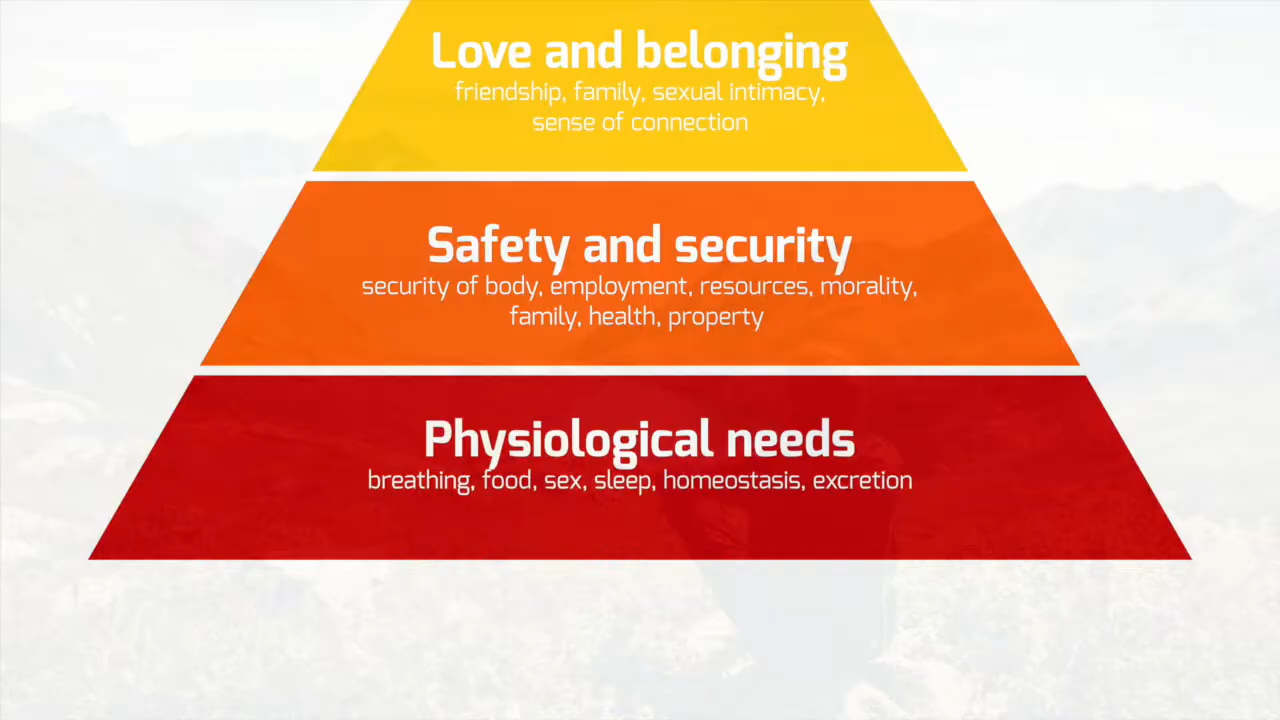 Love and belonging
friendship, family, sexual intimacy,
sense of connection
Safety and security
security of body, employment, resources, morality,
family, health, property
Physiological needs
breathing, food, sex, sleep, homeostasis, excretion